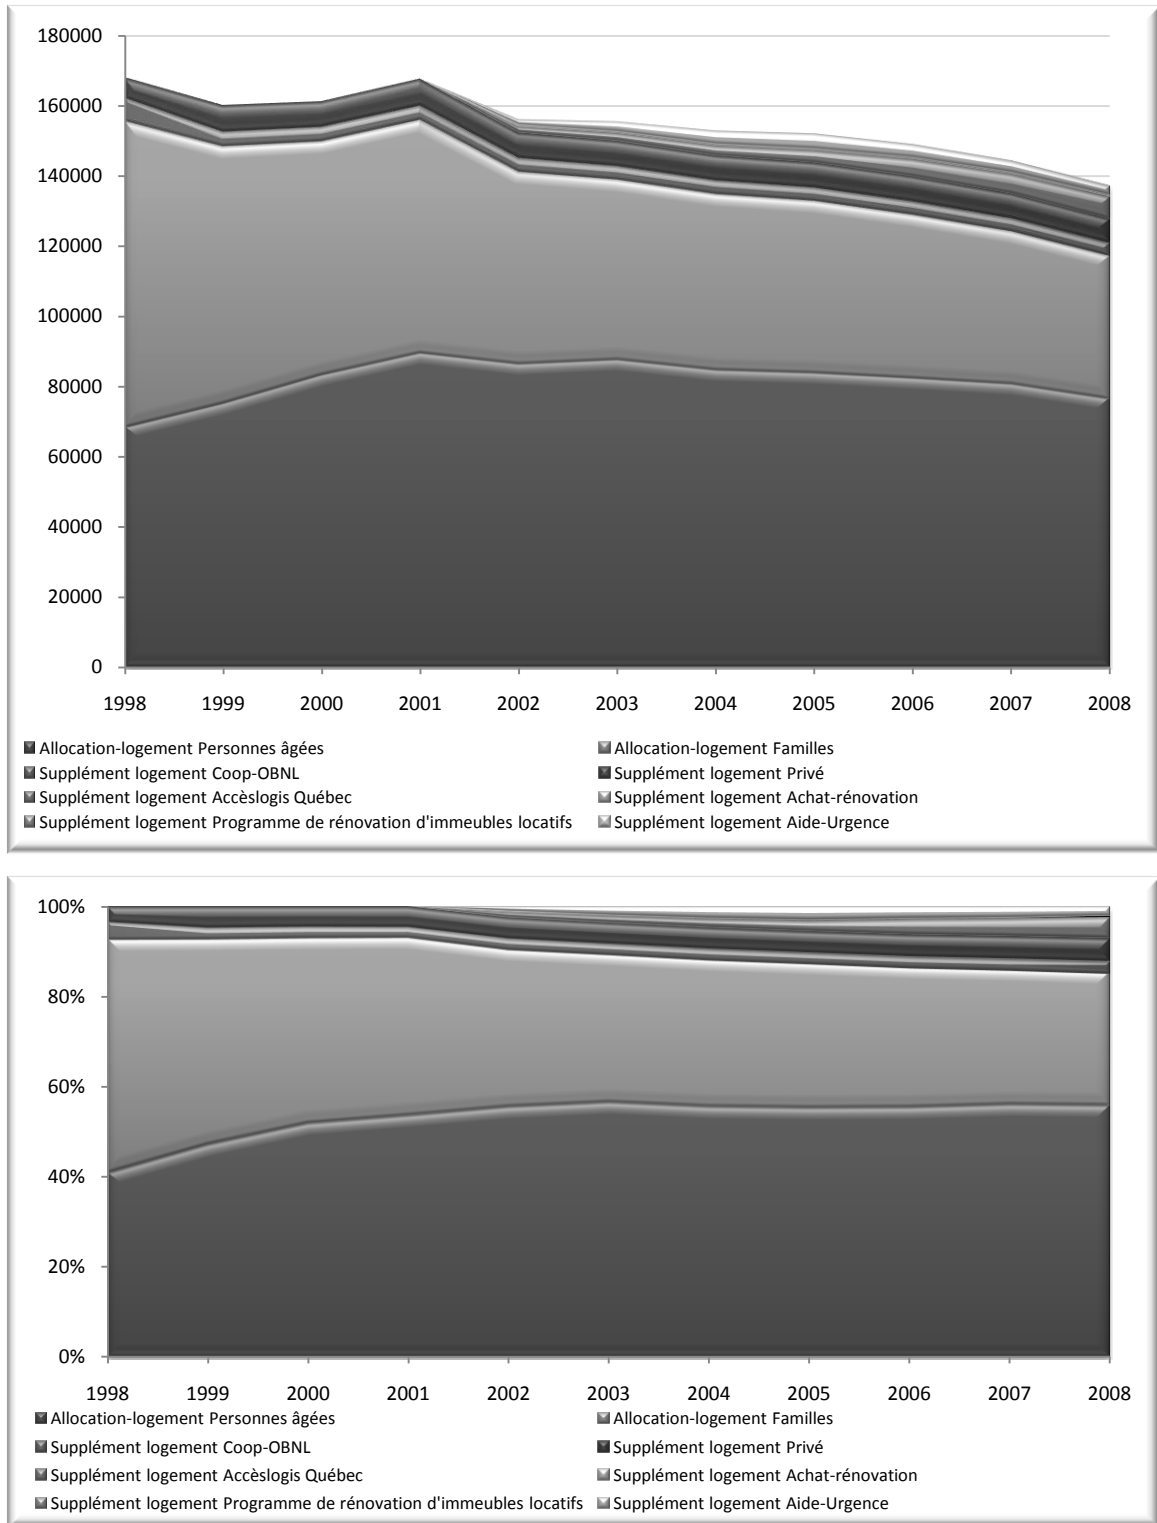 180000
160000
140000
120000
100000
80000
60000
40000
20000
0
1998 1999 2000 2001 2002 2003 2004 2005 2006 2007 2008
Allocation-logement Personnes âgées Allocation-logement Familles
Supplément logement Coop-OBNL Supplément logement Privé
Supplément logement Accèslogis Québec Supplément logement Achat-rénovation
Supplément logement Programme de rénovation d'immeubles locatifs Supplément logement Aide-Urgence
100%
80%
60%
40%
20%
0%
1998 1999 2000 2001 2002 2003 2004 2005 2006 2007 2008
Allocation-logement Personnes âgées Allocation-logement Familles
Supplément logement Coop-OBNL Supplément logement Privé
Supplément logement Accèslogis Québec Supplément logement Achat-rénovation
Supplément logement Programme de rénovation d'immeubles locatifs Supplément logement Aide-Urgence